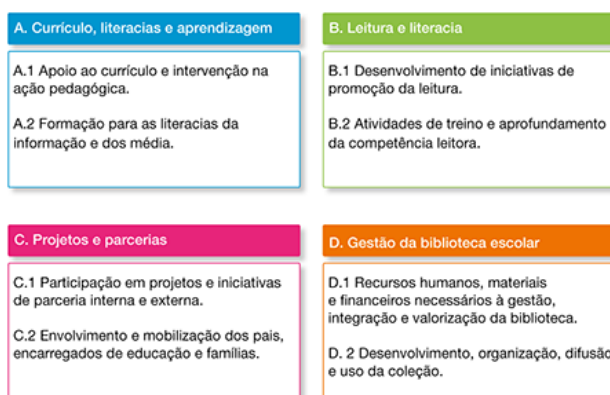 A. Currículo, literacias e aprendizagem
A.1 Apoio ao currículo e intervenção na
ação pedagógica.
A.2 Formação para as literacias da
informação e dos média.
B. Leitura e literacia
B.1 Desenvolvimento de iniciativas de
promoção da leitura.
B.2 Atividades de treino e aprofundamento
da competência leitora.
C. Projetos e parcerias
C.1 Participação em projetos e iniciativas
de parceria interna e externa.
C.2 Envolvimento e mobilização dos pais,
encarregados de educação e famílias.
D. Gestão da biblioteca escolar
D.1 Recursos humanos, materiais
e financeiros necessários à gestão,
integração e valorização da biblioteca.
D. 2 Desenvolvimento, organização, difusão
e uso da coleção.